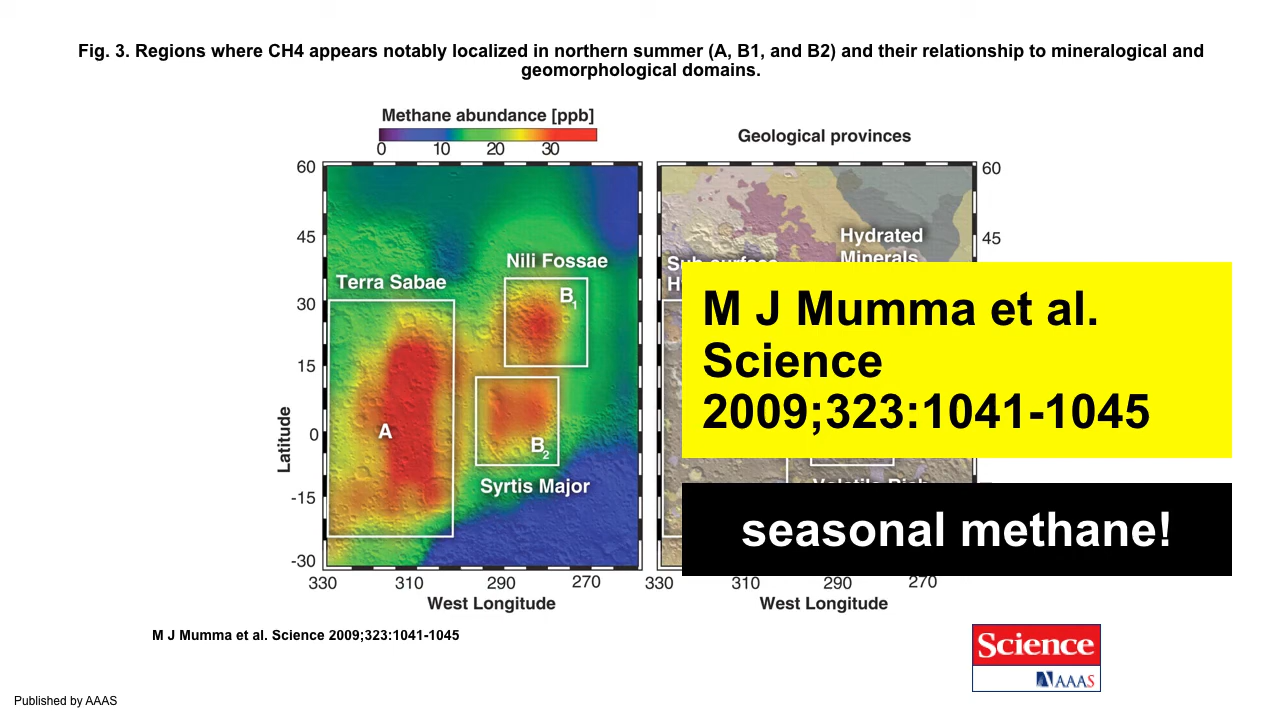 Fig. 3. Regions where CH4 appears notably localized in northern summer (A, B1, and B2) and their relationship to mineralogical and
geomorphological domains.
Methane abundance [ppb]
0 10 20 30
Geological provinces
60
45
30
15
0
-15
-30
Latitude
Terra Sabae
Nili Fossae
B1
A
B2
Syrtis Major
330 310 290 270
West Longitude
60
45
Hydrated
Minerals
330 310 290 270
West Longitude
M J Mumma et al.
Science
2009;323:1041-1045
seasonal methane!
M J Mumma et al. Science 2009;323:1041-1045
Science
AAAS
Published by AAAS